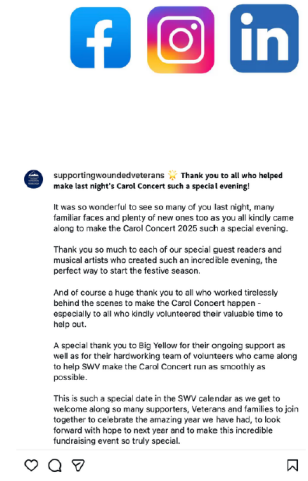 f
in
supportingwoundedveterans 🌟 Thank you to all who helped
make last night's Carol Concert such a special evening!
It was so wonderful to see so many of you last night, many
familiar faces and plenty of new ones too as you all kindly came
along to make the Carol Concert 2025 such a special evening.
Thank you so much to each of our special guest readers and
musical artists who created such an incredible evening, the
perfect way to start the festive season.
And of course a huge thank you to all who worked tirelessly
behind the scenes to make the Carol Concert happen -
especially to all who kindly volunteered their valuable time to
help out.
A special thank you to Big Yellow for their ongoing support as
well as for their hardworking team of volunteers who came along
to help SWV make the Carol Concert run as smoothly as
possible.
This is such a special date in the SWV calendar as we get to
welcome along so many supporters, Veterans and families to join
together to celebrate the amazing year we have had, to look
forward with hope to next year and to make this incredible
fundraising event so truly special.